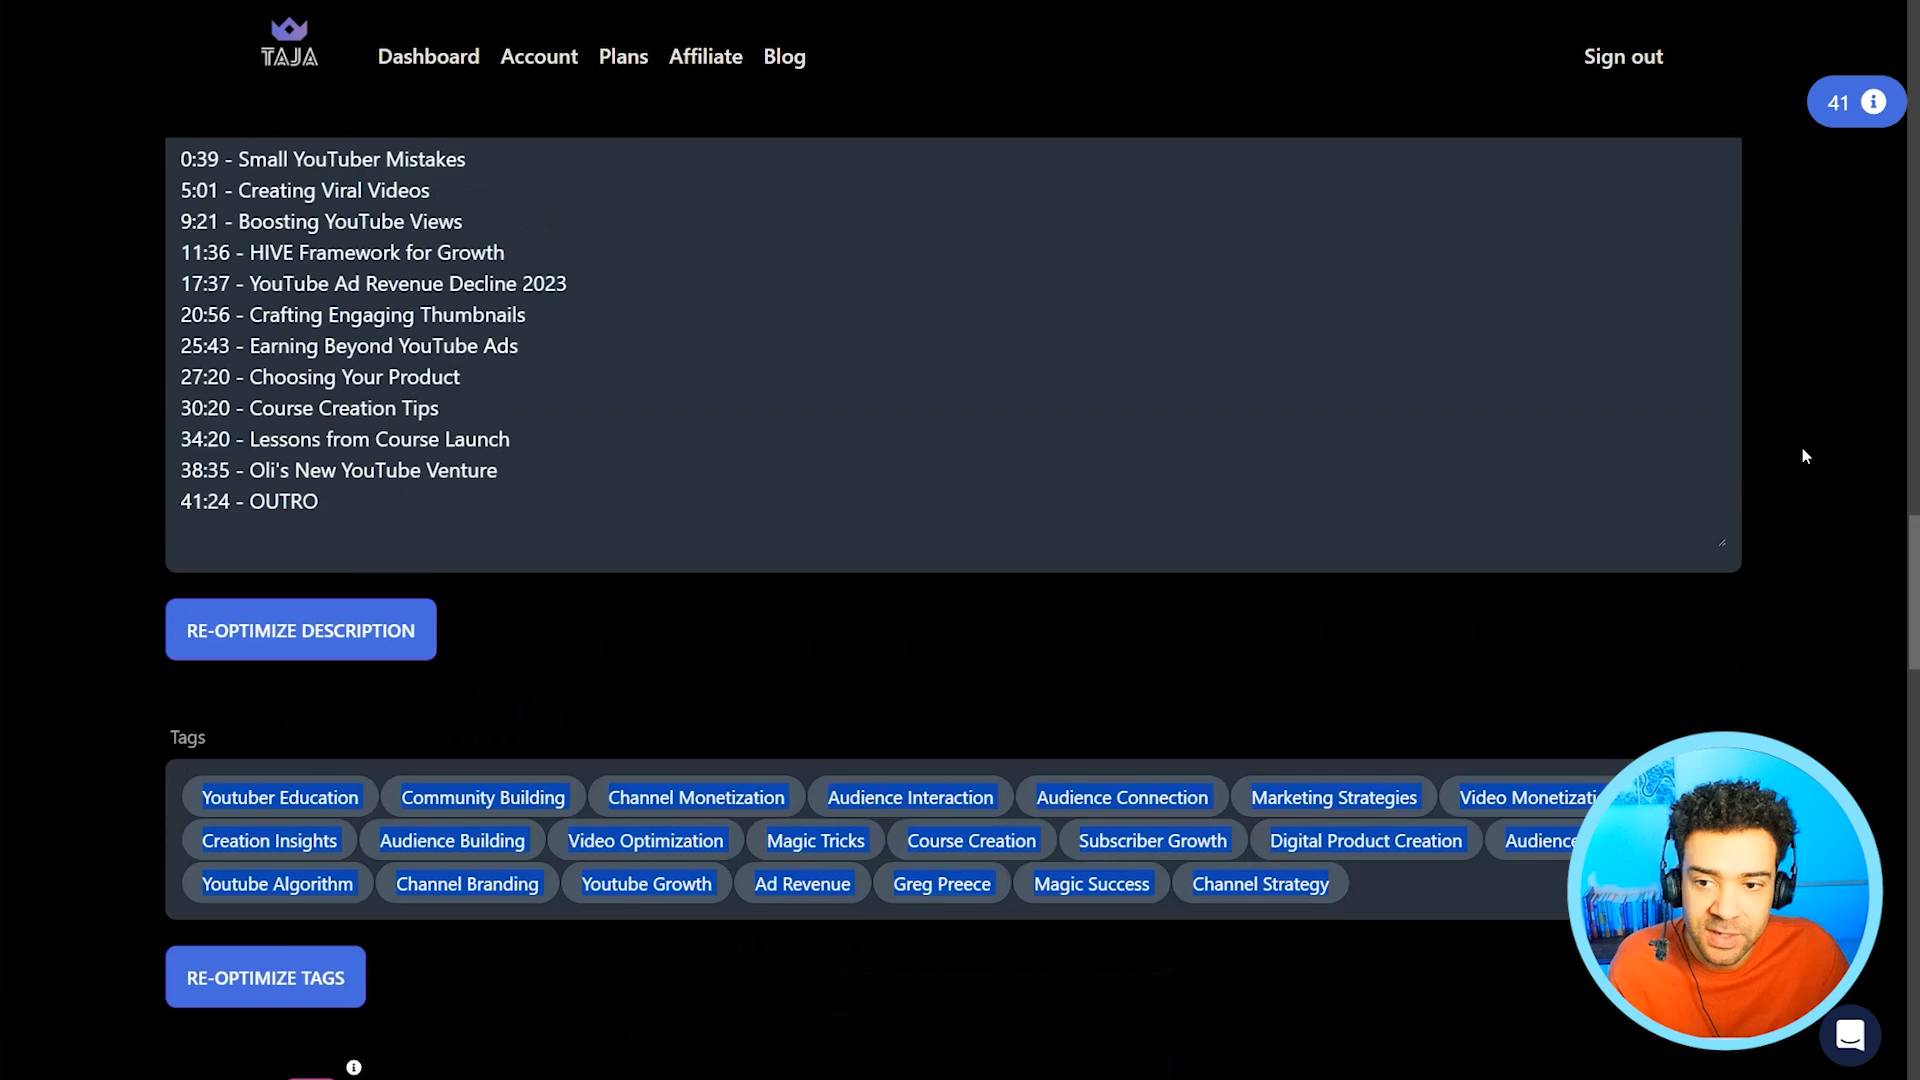 TAJA
Dashboard Account Plans Affiliate Blog
Sign out
41
0:39 - Small YouTuber Mistakes
5:01 - Creating Viral Videos
9:21 - Boosting YouTube Views
11:36 - HIVE Framework for Growth
17:37 - YouTube Ad Revenue Decline 2023
20:56 - Crafting Engaging Thumbnails
25:43 - Earning Beyond YouTube Ads
27:20 - Choosing Your Product
30:20 - Course Creation Tips
34:20 - Lessons from Course Launch
38:35 - Oli's New YouTube Venture
41:24 - OUTRO
RE-OPTIMIZE DESCRIPTION
Tags
Youtuber Education Community Building Channel Monetization Audience Interaction Audience Connection Marketing Strategies Video Monetizati
Creation Insights Audience Building Video Optimization Magic Tricks Course Creation Subscriber Growth Digital Product Creation Audience
Youtube Algorithm Channel Branding Youtube Growth Ad Revenue Greg Preece Magic Success Channel Strategy
RE-OPTIMIZE TAGS